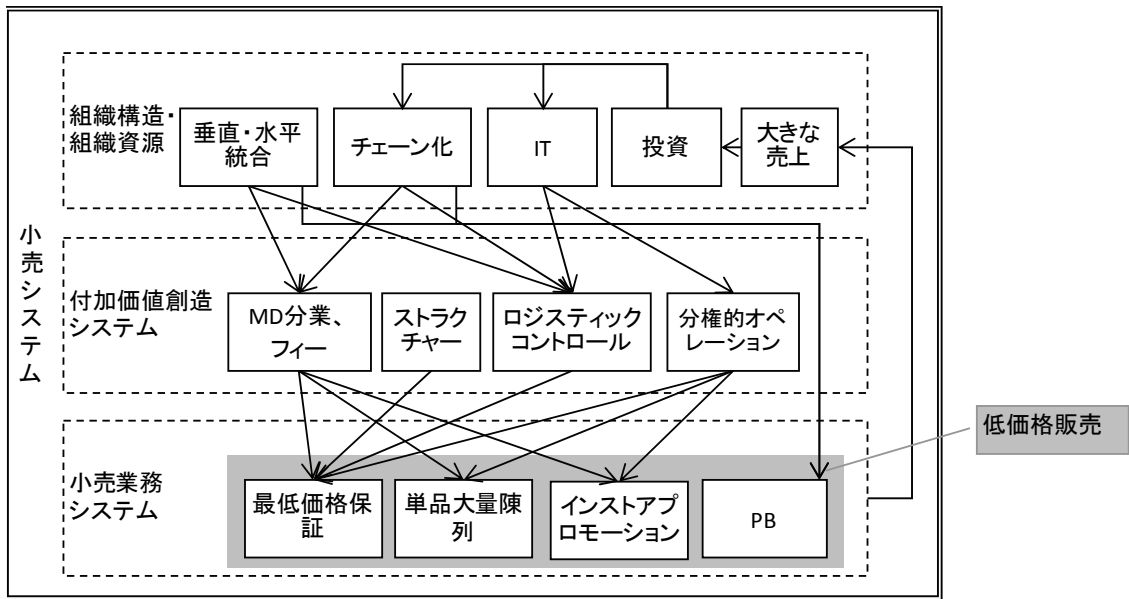 組織構造・
組織資源
垂直・水平
統合
チェーン化
IT
投資
大きな
売上
小売システム
付加価値創造
システム
MD分業、
フィー
ストラク
チャー
ロジスティック
コントロール
分権的オペ
レーション
低価格販売
小売業務
システム
最低価格保
証
単品大量陳
列
インストアプ
ロモーション
PB